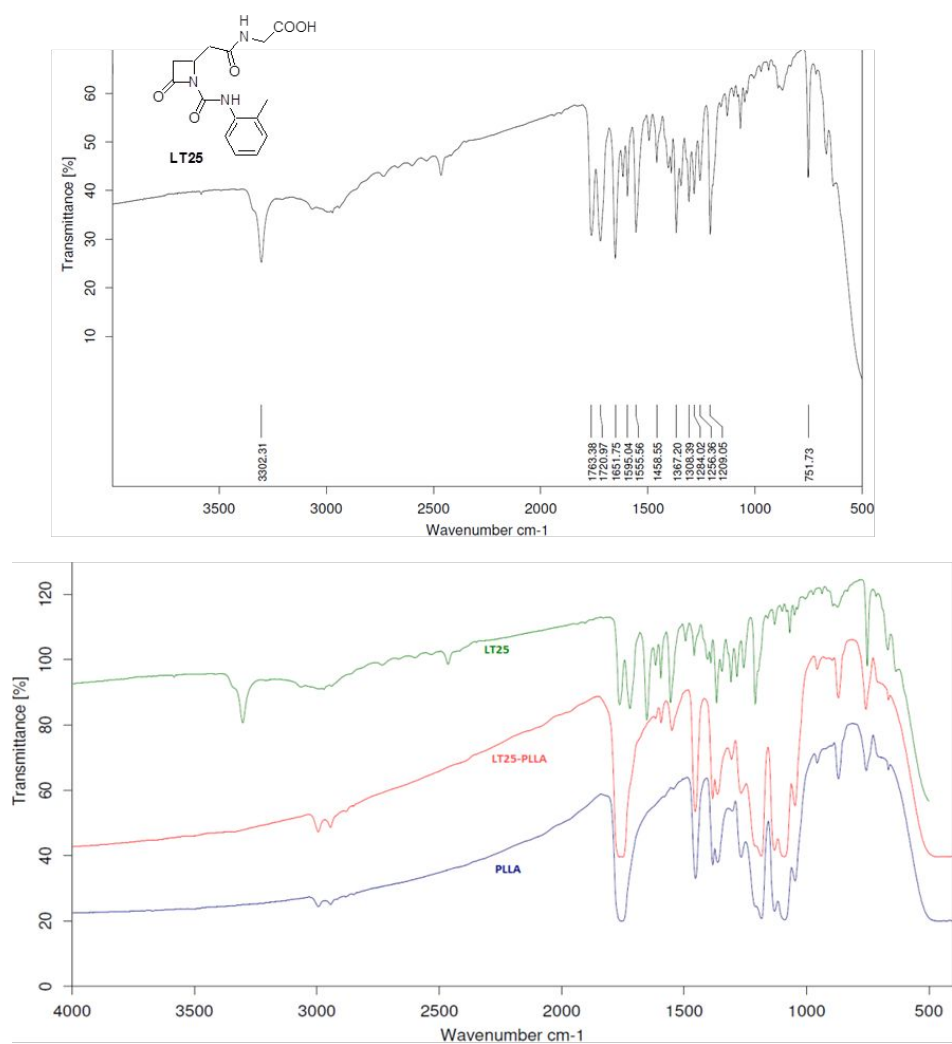 H
N
COOH
O
O
N
NH
O
LT25
Transmittance [%]
60
50
40
30
20
10
3302.31
1763.38
1720.97
1651.75
1595.04
1555.56
1458.55
1367.20
1308.39
1284.02
1256.36
1209.05
751.73
3500
3000
2500
2000
1500
1000
500
Wavenumber cm-1
Transmittance [%]
120
100
80
60
40
20
0
LT25
LT25-PLLA
PLLA
4000
3500
3000
2500
2000
1500
1000
500
Wavenumber cm-1